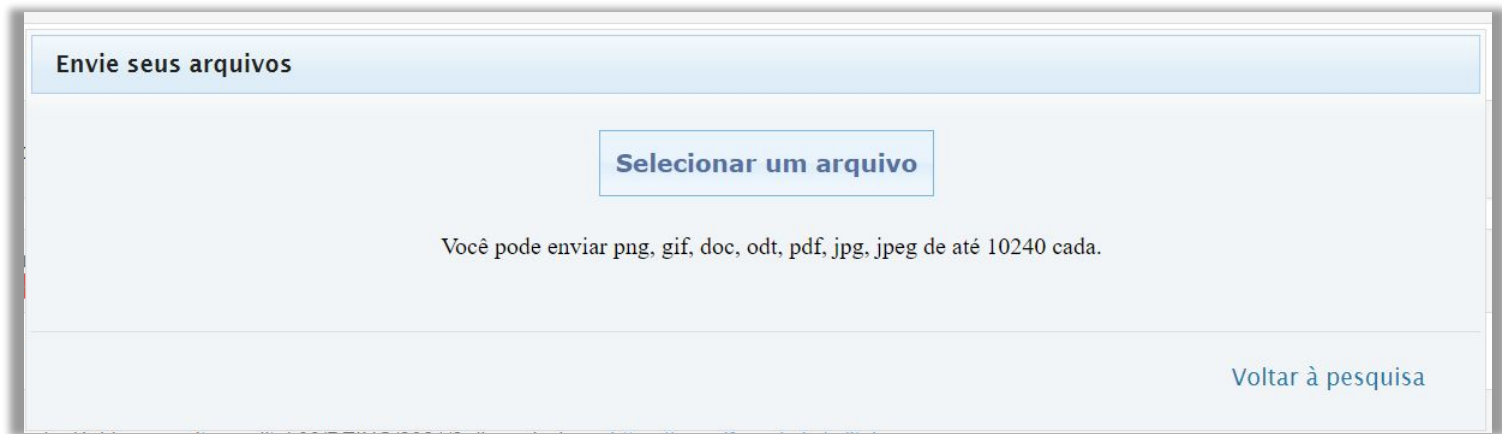 Envie seus arquivos
Selecionar um arquivo
Você pode enviar png, gif, doc, odt, pdf, jpg, jpeg de até 10240 cada.
Voltar à pesquisa